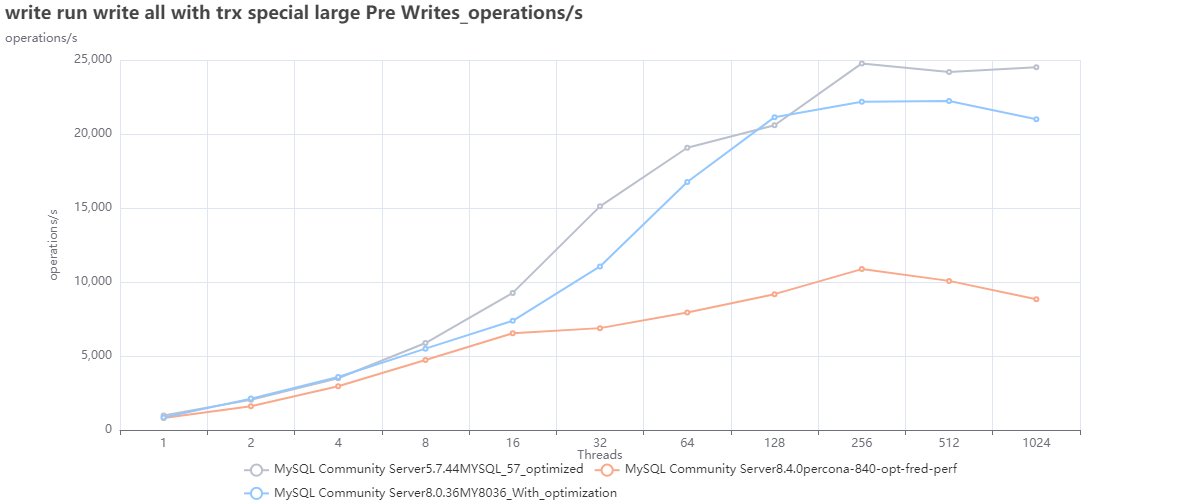 write run write all with trx special large Pre Writes_operations/s
operations/s
25,000
20,000
15,000
10,000
5,000
0
operations/s
1 2 4 8 16 32 64 128 256 512 1024
Threads
MySQL Community Server5.7.44MYSQL_57_optimized MySQL Community Server8.4.0percona-840-opt-fred-perf
MySQL Community Server8.0.36MY8036_With_optimization